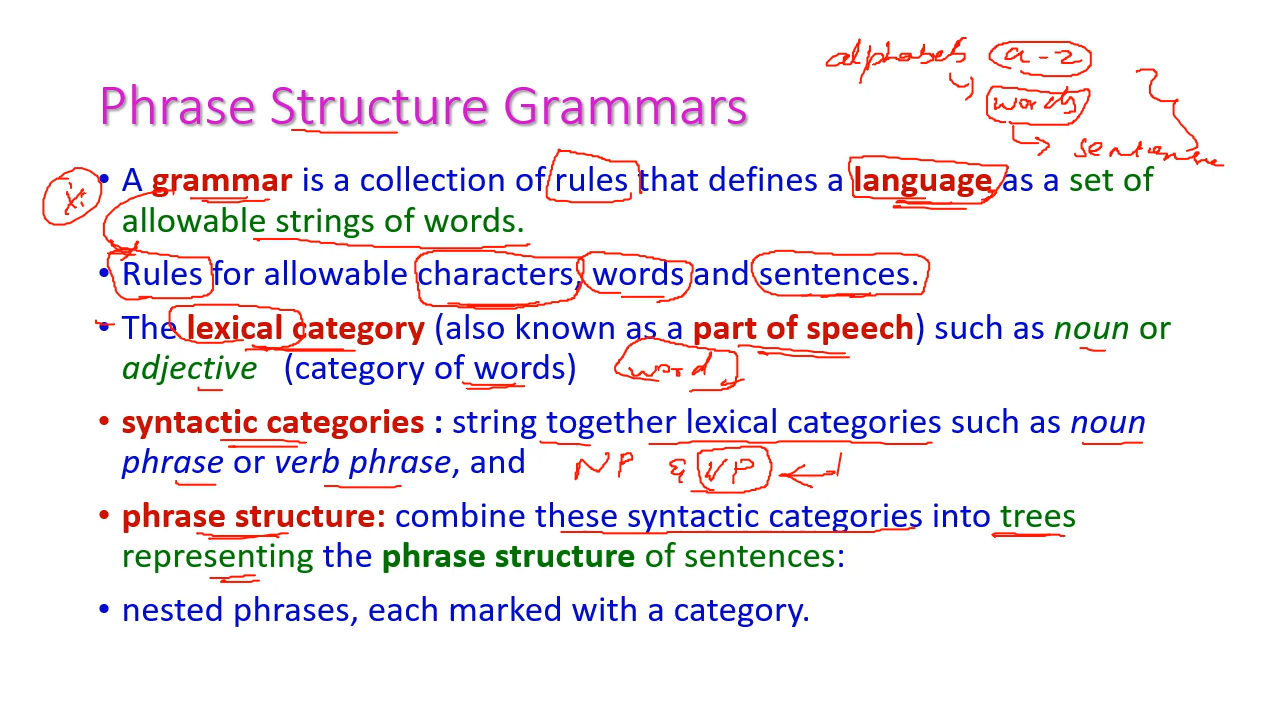 alphabets a-z
words
sentence
Phrase Structure Grammars
• A grammar is a collection of rules that defines a language as a set of
allowable strings of words.
• Rules for allowable characters, words and sentences.
• The lexical category (also known as a part of speech) such as noun or
adjective (category of words) word
• syntactic categories : string together lexical categories such as noun
phrase or verb phrase, and NP & VP
• phrase structure: combine these syntactic categories into trees
representing the phrase structure of sentences:
• nested phrases, each marked with a category.